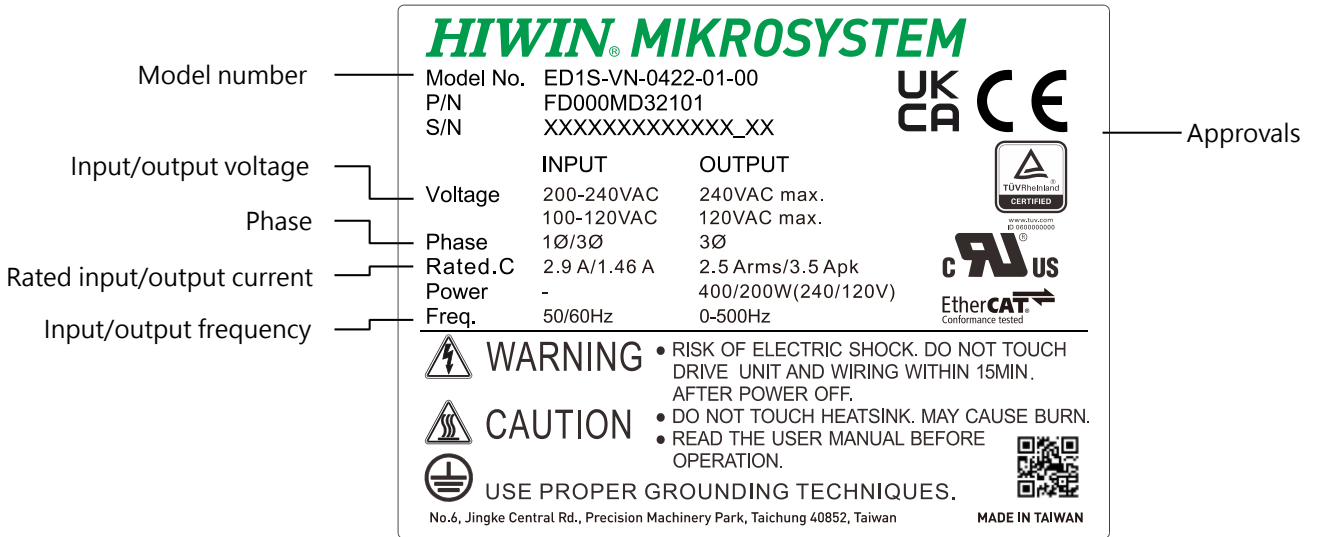 HIWIN® MIKROSYSTEM
Model number
Model No. ED1S-VN-0422-01-00
P/N FD000MD32101
S/N XXXXXXXXXXXXX_XX
UK CA CE
Approvals
INPUT OUTPUT
Input/output voltage
Voltage 200-240VAC 240VAC max.
100-120VAC 120VAC max.
TÜVRheinland ®
CERTIFIED
www.tuv.com
ID 0600000000
Phase
Phase 1Ø/3Ø 3Ø
Rated input/output current
Rated.C 2.9 A/1.46 A 2.5 Arms/3.5 Apk
C RU ® US
Power - 400/200W(240/120V)
Input/output frequency
Freq. 50/60Hz 0-500Hz
EtherCAT®
Conformance tested
WARNING • RISK OF ELECTRIC SHOCK. DO NOT TOUCH
DRIVE UNIT AND WIRING WITHIN 15MIN.
AFTER POWER OFF.
CAUTION • DO NOT TOUCH HEATSINK. MAY CAUSE BURN.
• READ THE USER MANUAL BEFORE
OPERATION.
USE PROPER GROUNDING TECHNIQUES.
No.6, Jingke Central Rd., Precision Machinery Park, Taichung 40852, Taiwan
MADE IN TAIWAN